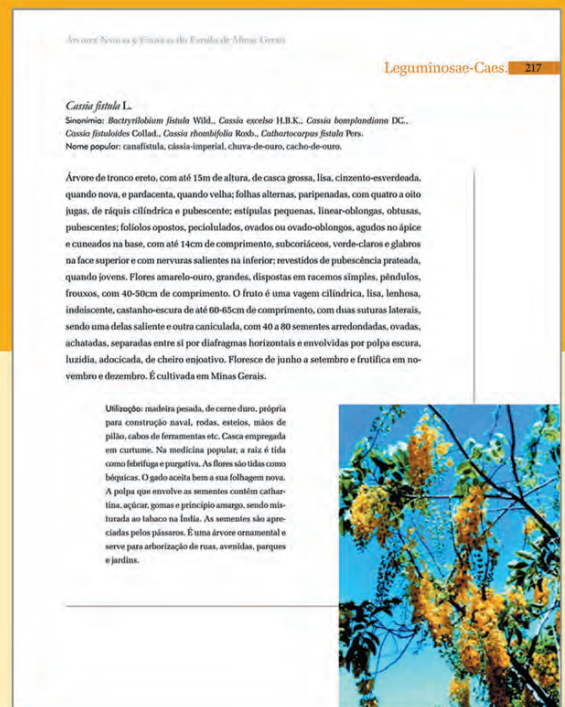 Árvores Nativas e Exóticas do Estado de Minas Gerais
Leguminosae-Caes. 217
Cassia fistula L.
Sinonímia: Bactryrilobium fistula Wild., Cassia excelsa H.B.K., Cassia bomplandiana DC.,
Cassia fistuloides Collad., Cassia rhombifolia Roxb., Cathartocarpus fistula Pers.
Nome popular: canafístula, cássia-imperial, chuva-de-ouro, cacho-de-ouro.
Árvore de tronco ereto, com até 15m de altura, de casca grossa, lisa, cinzento-esverdeada,
quando nova, e pardacenta, quando velha; folhas alternas, paripenadas, com quatro a oito
jugas, de ráquis cilíndrica e pubescente; estípulas pequenas, linear-oblongas, obtusas,
pubescentes; folíolos opostos, peciolulados, ovados ou ovado-oblongos, agudos no ápice
e cuneados na base, com até 14cm de comprimento, subcoriáceos, verde-claros e glabros
na face superior e com nervuras salientes na inferior; revestidos de pubescência prateada,
quando jovens. Flores amarelo-ouro, grandes, dispostas em racemos simples, pêndulos,
frouxos, com 40-50cm de comprimento. O fruto é uma vagem cilíndrica, lisa, lenhosa,
indeiscente, castanho-escura de até 60-65cm de comprimento, com duas suturas laterais,
sendo uma delas saliente e outra caniculada, com 40 a 80 sementes arredondadas, ovadas,
achatadas, separadas entre si por diafragmas horizontais e envolvidas por polpa escura,
luzidia, adocicada, de cheiro enjoativo. Floresce de junho a setembro e frutifica em no-
vembro e dezembro. É cultivada em Minas Gerais.
Utilização: madeira pesada, de cerne duro, própria
para construção naval, rodas, esteios, mãos de
pilão, cabos de ferramentas etc. Casca empregada
em curtume. Na medicina popular, a raiz é tida
como febrífuga e purgativa. As flores são tidas como
béquicas. O gado aceita bem a sua folhagem nova.
A polpa que envolve as sementes contém cathar-
tina, açúcar, gomas e princípio amargo, sendo mis-
turada ao tabaco na Índia. As sementes são apre-
ciadas pelos pássaros. É uma árvore ornamental e
serve para arborização de ruas, avenidas, parques
e jardins.